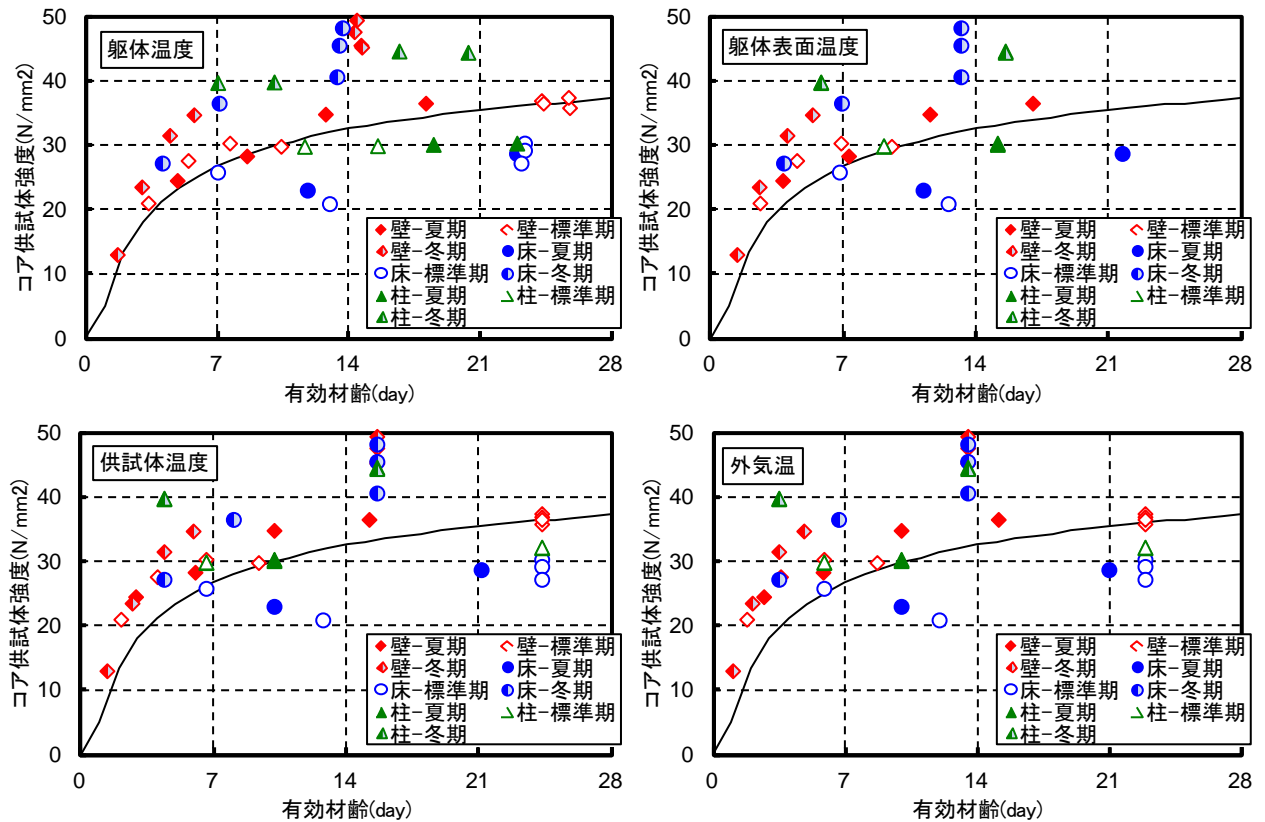 躯体温度
コア供試体強度(N/mm2)
50
40
30
20
10
0
0 7 14 21 28
有効材齢(day)
壁-夏期 壁-標準期
壁-冬期 床-夏期
床-標準期 床-冬期
柱-夏期 柱-標準期
柱-冬期
躯体表面温度
コア供試体強度(N/mm2)
50
40
30
20
10
0
0 7 14 21 28
有効材齢(day)
壁-夏期 壁-標準期
壁-冬期 床-夏期
床-標準期 床-冬期
柱-夏期 柱-標準期
柱-冬期
供試体温度
コア供試体強度(N/mm2)
50
40
30
20
10
0
0 7 14 21 28
有効材齢(day)
壁-夏期 壁-標準期
壁-冬期 床-夏期
床-標準期 床-冬期
柱-夏期 柱-標準期
柱-冬期
外気温
コア供試体強度(N/mm2)
50
40
30
20
10
0
0 7 14 21 28
有効材齢(day)
壁-夏期 壁-標準期
壁-冬期 床-夏期
床-標準期 床-冬期
柱-夏期 柱-標準期
柱-冬期